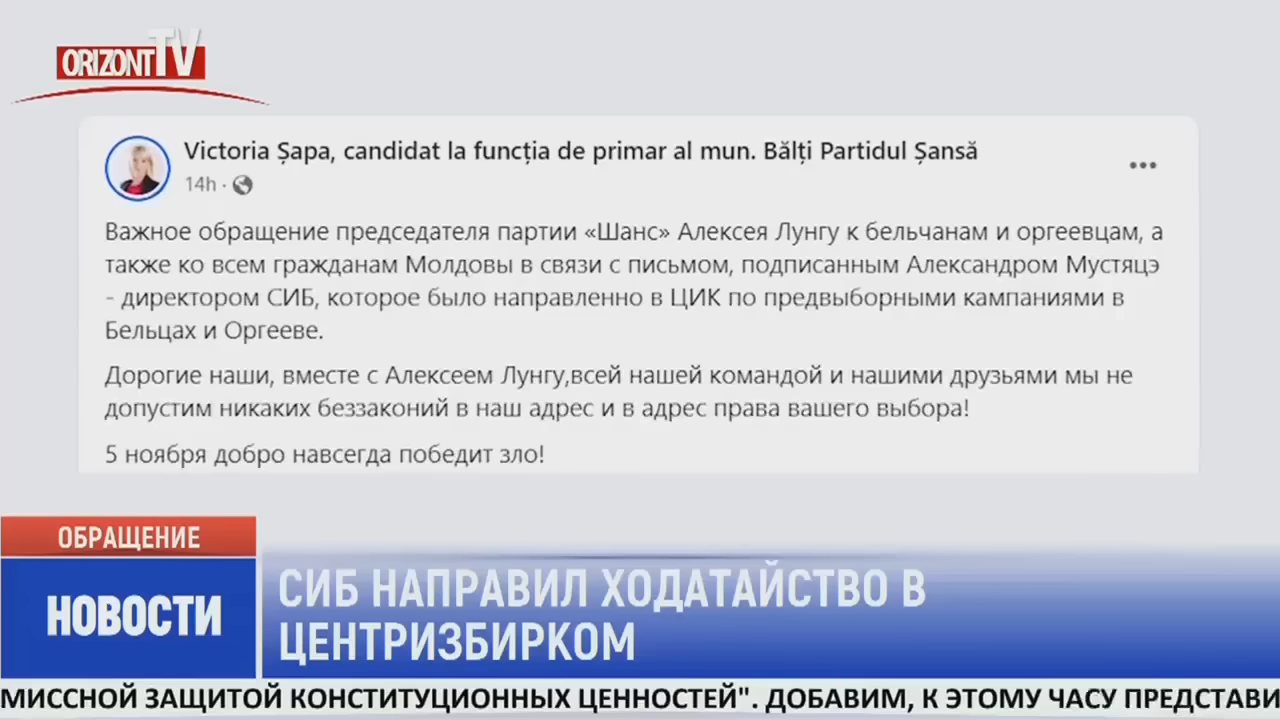 ORIZONT TV
Victoria Șapa, candidat la funcția de primar al mun. Bălți Partidul Șansă
14h ·
Важное обращение председателя партии «Шанс» Алексея Лунгу к бельчанам и оргеевцам, а
также ко всем гражданам Молдовы в связи с письмом, подписанным Александром Мустяцэ
- директором СИБ, которое было направленно в ЦИК по предвыборными кампаниями в
Бельцах и Оргееве.
Дорогие наши, вместе с Алексеем Лунгу,всей нашей командой и нашими друзьями мы не
допустим никаких беззаконий в наш адрес и в адрес права вашего выбора!
5 ноября добро навсегда победит зло!
ОБРАЩЕНИЕ
НОВОСТИ
СИБ НАПРАВИЛ ХОДАТАЙСТВО В
ЦЕНТРИЗБИРКОМ
МИССНОЙ ЗАЩИТОЙ КОНСТИТУЦИОННЫХ ЦЕННОСТЕЙ". ДОБАВИМ, К ЭТОМУ ЧАСУ ПРЕДСТАВИ